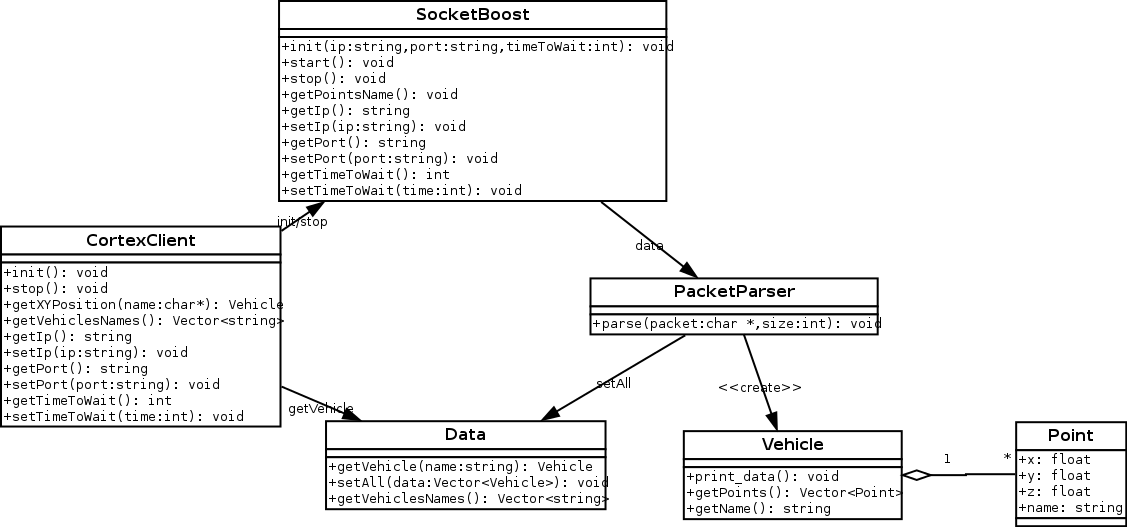 SocketBoost
+init(ip:string,port:string,timeToWait:int): void
+start(): void
+stop(): void
+getPointsName(): void
+getIp(): string
+setIp(ip:string): void
+getPort(): string
+setPort(port:string): void
+getTimeToWait(): int
+setTimeToWait(time:int): void
init/stop
CortexClient
+init(): void
+stop(): void
+getXYPosition(name:char*): Vehicle
+getVehiclesNames(): Vector<string>
+getIp(): string
+setIp(ip:string): void
+getPort(): string
+setPort(port:string): void
+getTimeToWait(): int
+setTimeToWait(time:int): void
data
PacketParser
+parse(packet:char *,size:int): void
setAll
<<create>>
getVehicle
Data
+getVehicle(name:string): Vehicle
+setAll(data:Vector<Vehicle>): void
+getVehiclesNames(): Vector<string>
Vehicle
+print_data(): void
+getPoints(): Vector<Point>
+getName(): string
1
*
Point
+x: float
+y: float
+z: float
+name: string